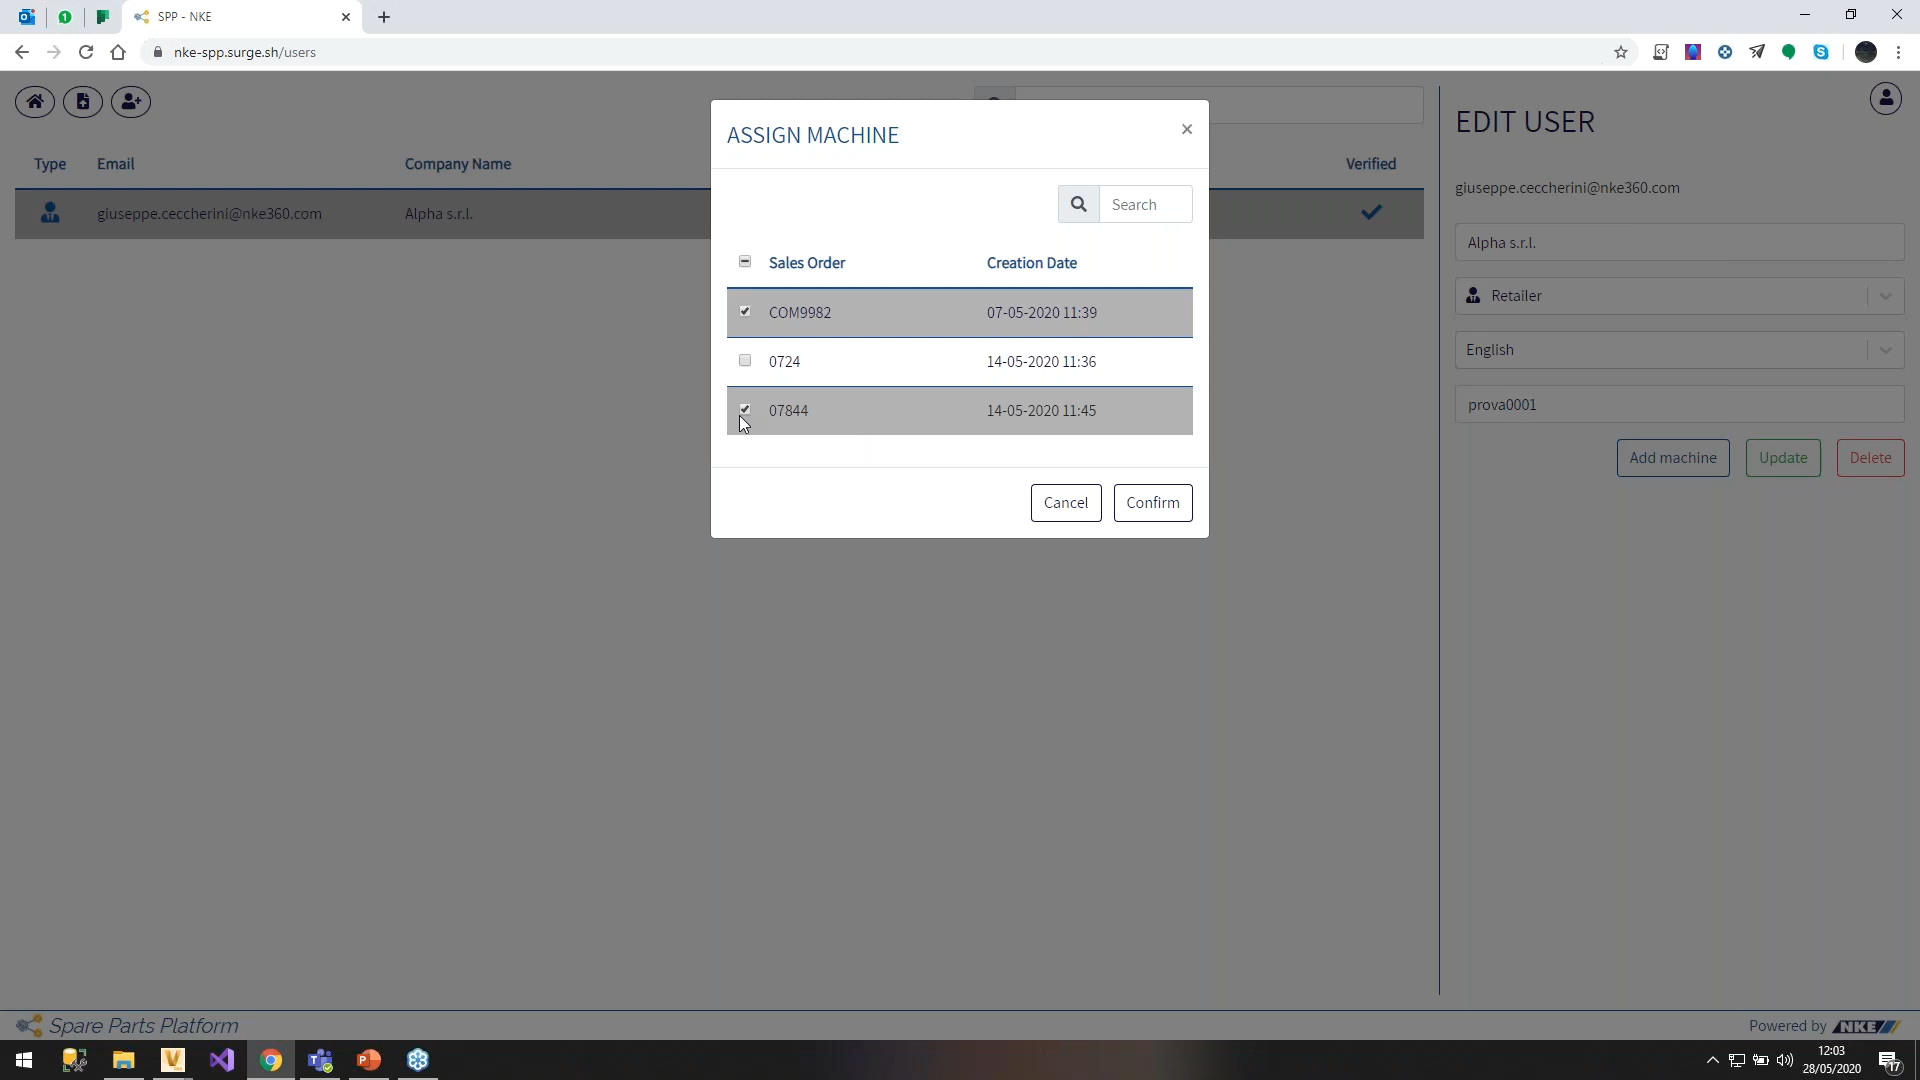 SPP - NKE
nke-spp.surge.sh/users
ASSIGN MACHINE
Search
Sales Order Creation Date
COM9982 07-05-2020 11:39
0724 14-05-2020 11:36
07844 14-05-2020 11:45
Cancel Confirm
Type Email Company Name Verified
giuseppe.ceccherini@nke360.com Alpha s.r.l.
EDIT USER
giuseppe.ceccherini@nke360.com
Alpha s.r.l.
Retailer
English
prova0001
Add machine Update Delete
Spare Parts Platform
Powered by NKE
12:03
28/05/2020
17